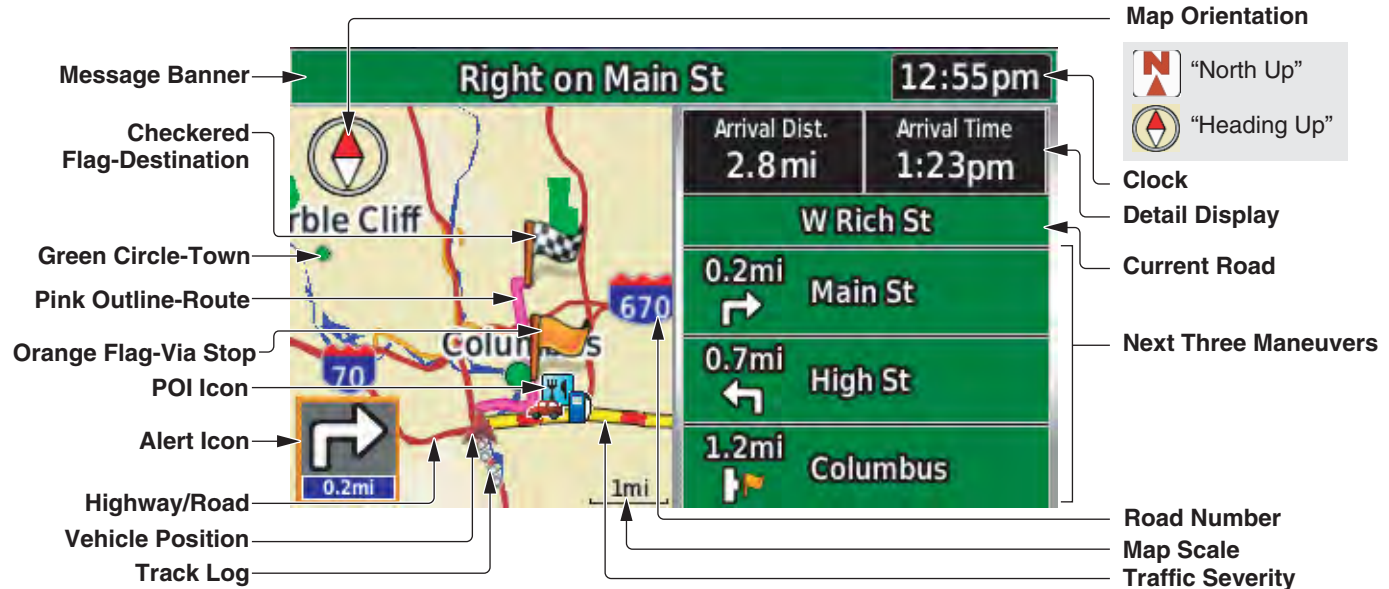 Map Orientation
"North Up"
"Heading Up"
Clock
Detail Display
Current Road
Next Three Maneuvers
Road Number
Map Scale
Traffic Severity
Message Banner
Checkered
Flag-Destination
Green Circle-Town
Pink Outline-Route
Orange Flag-Via Stop
POI Icon
Alert Icon
Highway/Road
Vehicle Position
Track Log
Right on Main St
12:55pm
Arrival Dist.
2.8mi
Arrival Time
1:23pm
W Rich St
0.2mi
Main St
0.7mi
High St
1.2mi
Columbus
rble Cliff
670
70
0.2mi
1mi
N